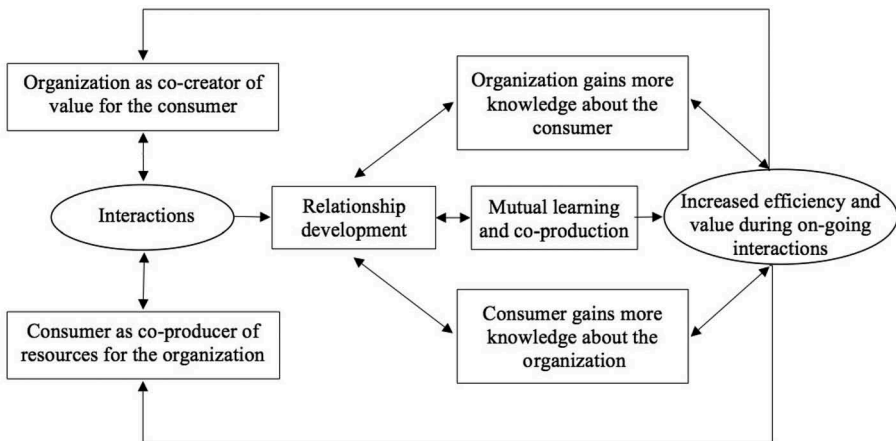 Organization as co-creator of
value for the consumer
Organization gains more
knowledge about the
consumer
Interactions
Relationship
development
Mutual learning
and co-production
Increased efficiency and
value during on-going
interactions
Consumer as co-producer of
resources for the organization
Consumer gains more
knowledge about the
organization